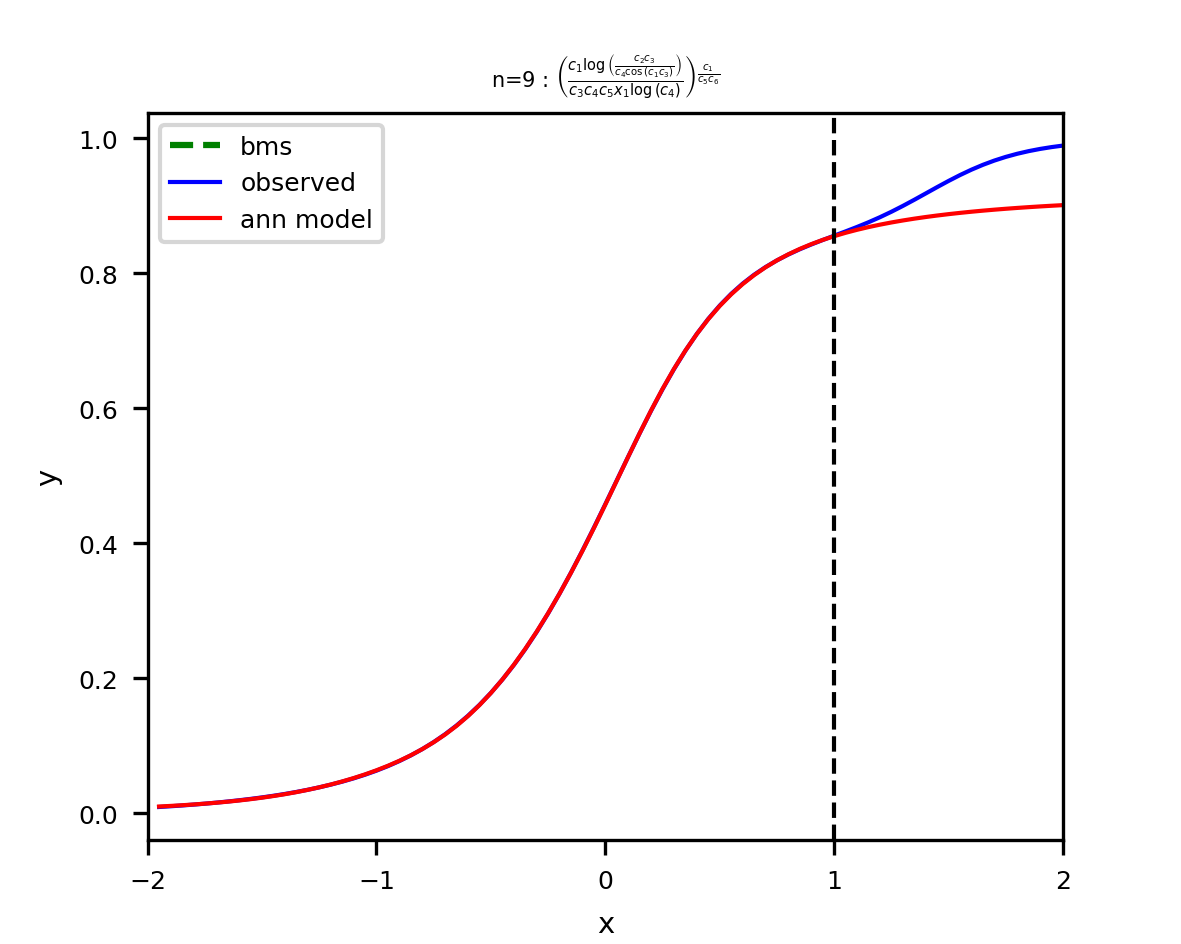 n=9 : $\left(\frac{c_1 \log\left(\frac{c_2 c_3}{c_4 \cos(c_1 c_3)}\right)}{c_3 c_4 c_5 x_1 \log(c_4)}\right)^{\frac{c_1}{c_5 c_6}}$
bms
observed
ann model
1.0
0.8
0.6
0.4
0.2
0.0
y
−2
−1
0
1
2
x